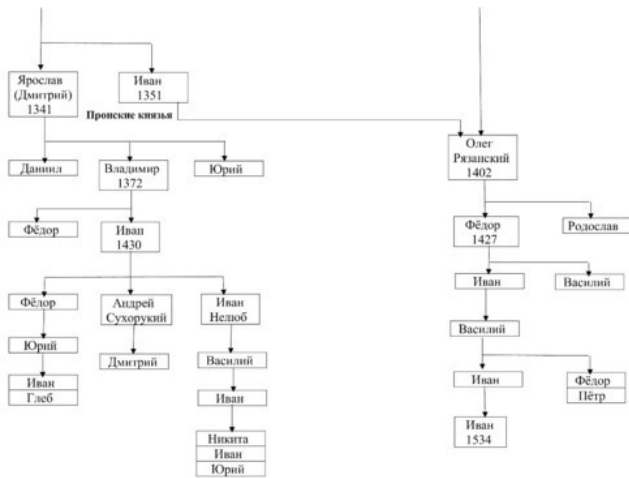 Ярослав
(Дмитрий)
1341
Иван
1351
Пронские князья
Олег
Рязанский
1402
Даниил
Владимир
1372
Юрий
Фёдор
Иван
1430
Фёдор
1427
Родослав
Иван
Василий
Фёдор
Андрей
Сухорукий
Иван
Нелюб
Василий
Юрий
Дмитрий
Василий
Иван
Глеб
Иван
Иван
Фёдор
Пётр
Никита
Иван
Юрий
Иван
1534